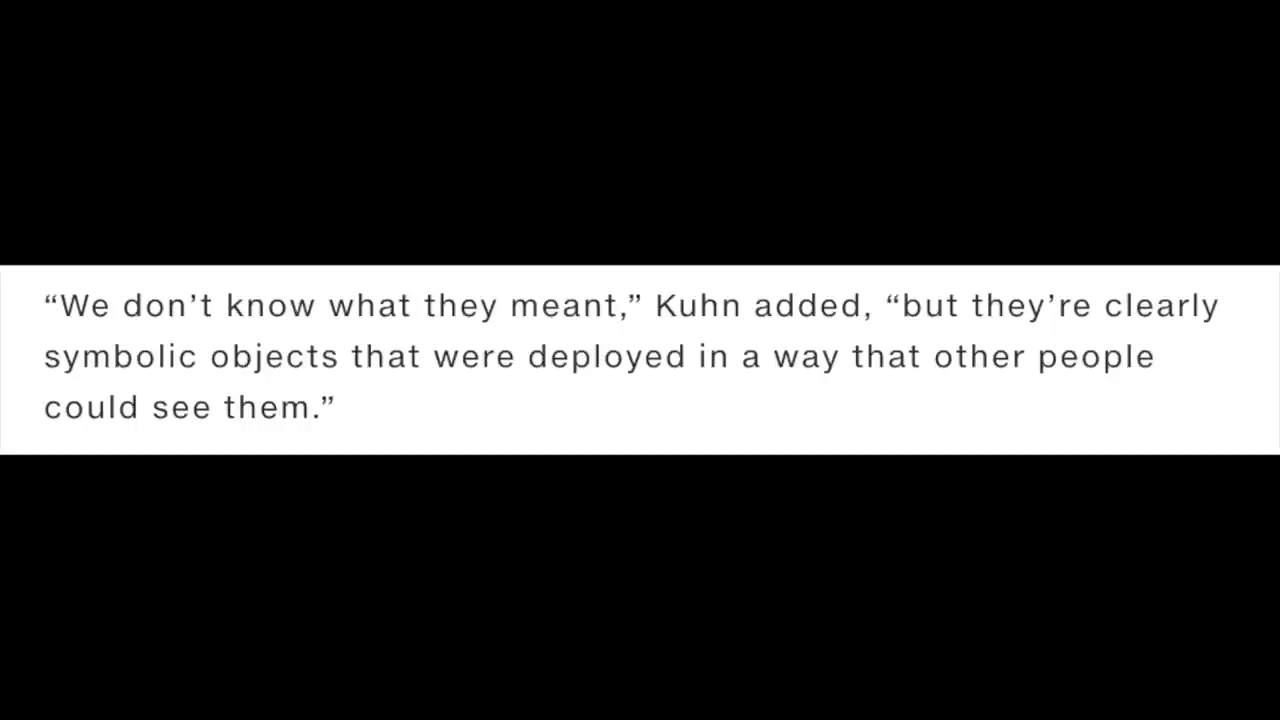 “We don’t know what they meant,” Kuhn added, “but they’re clearly
symbolic objects that were deployed in a way that other people
could see them.”